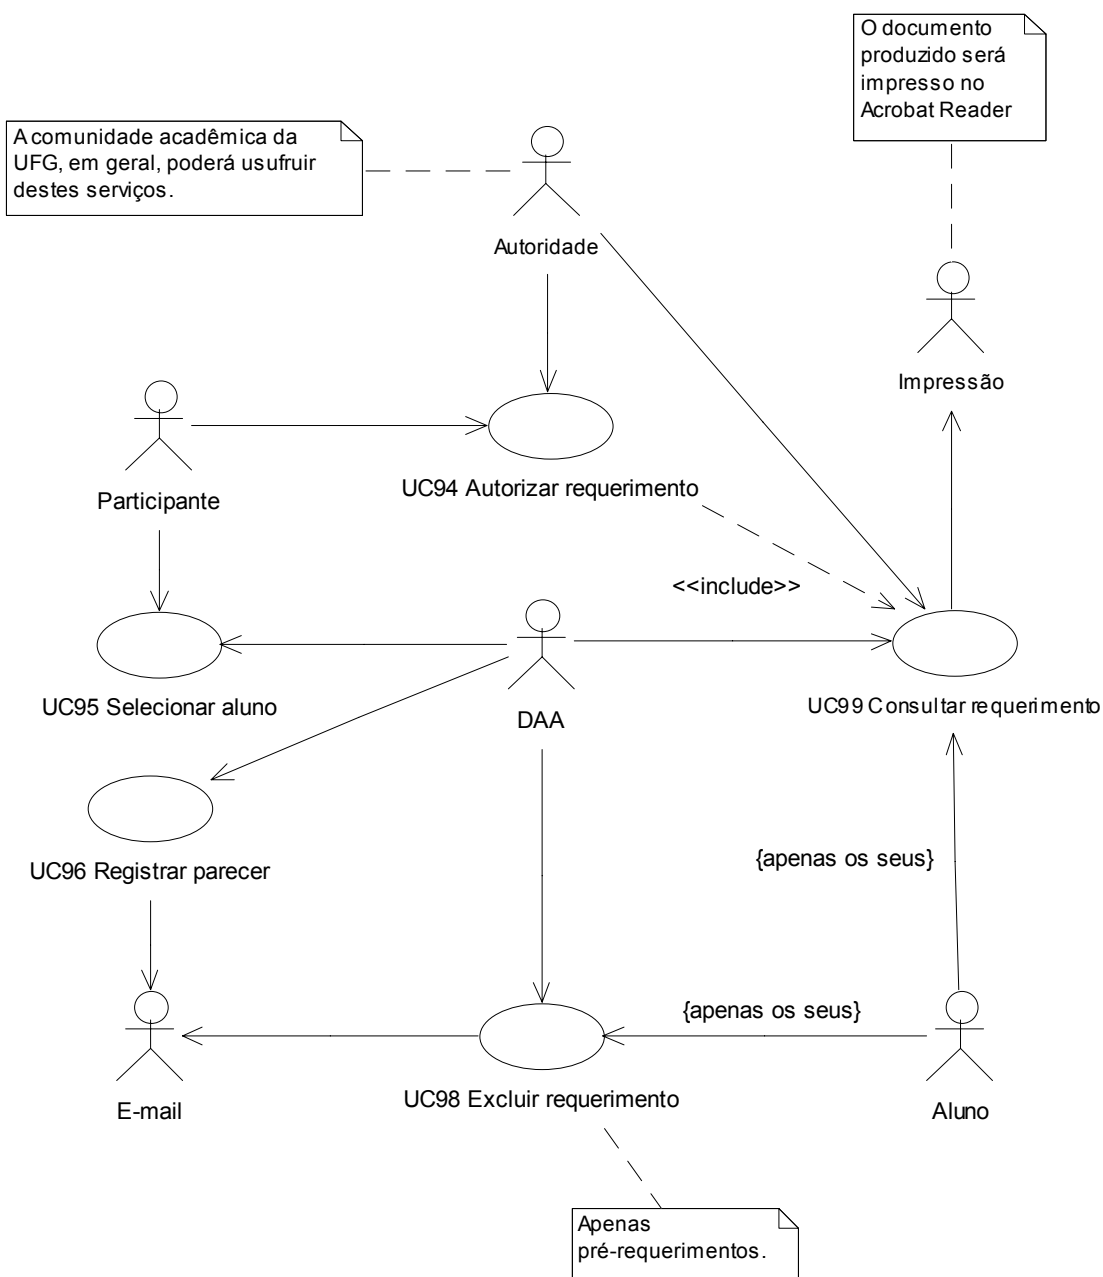 O documento
produzido será
impresso no
Acrobat Reader
A comunidade acadêmica da
UFG, em geral, poderá usufruir
destes serviços.
Autoridade
Impressão
Participante
UC94 Autorizar requerimento
<<include>>
UC95 Selecionar aluno
DAA
UC99 Consultar requerimento
UC96 Registrar parecer
{apenas os seus}
{apenas os seus}
E-mail
UC98 Excluir requerimento
Aluno
Apenas
pré-requerimentos.